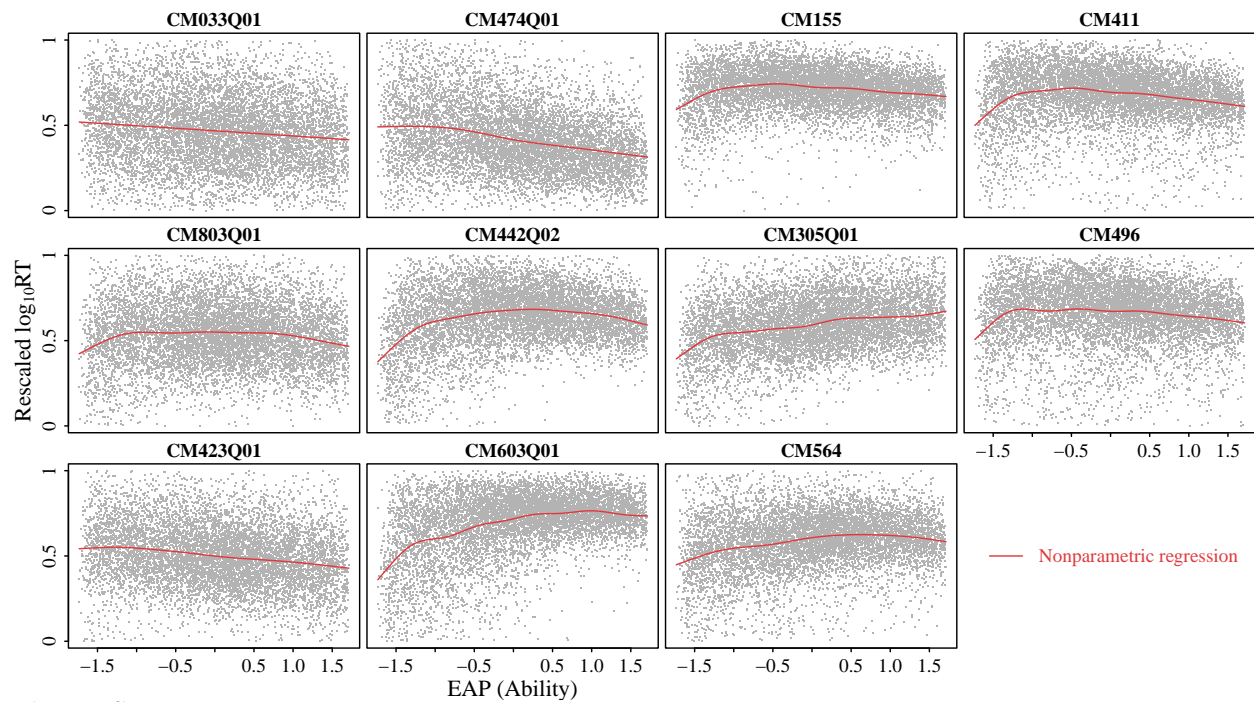 CM033Q01 CM474Q01 CM155 CM411
1
0.5
0
CM803Q01 CM442Q02 CM305Q01 CM496
1
0.5
0
Rescaled log₁₀RT
−1.5 −0.5 0.5 1.0 1.5
CM423Q01 CM603Q01 CM564
1
0.5
0
Nonparametric regression
−1.5 −0.5 0.5 1.0 1.5 −1.5 −0.5 0.5 1.0 1.5 −1.5 −0.5 0.5 1.0 1.5
EAP (Ability)